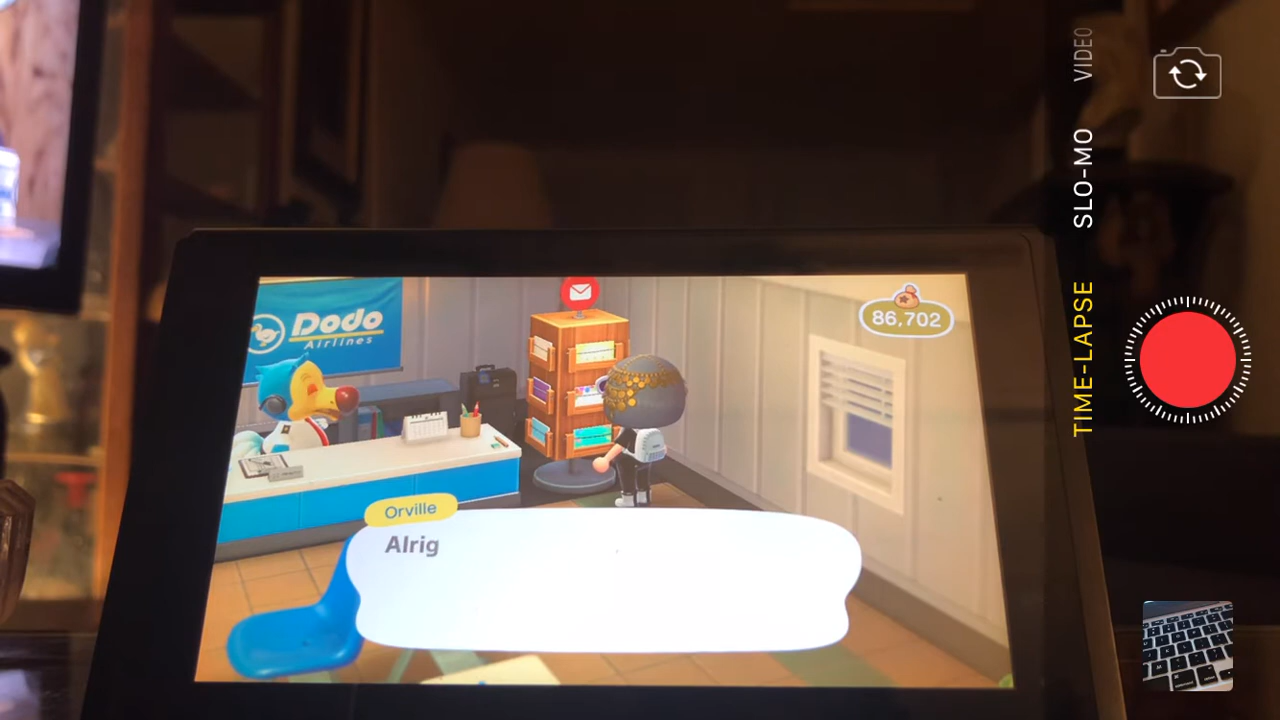 Dodo
Airlines
86,702
Orville
Alrig
VIDEO
SLO-MO
TIME-LAPSE